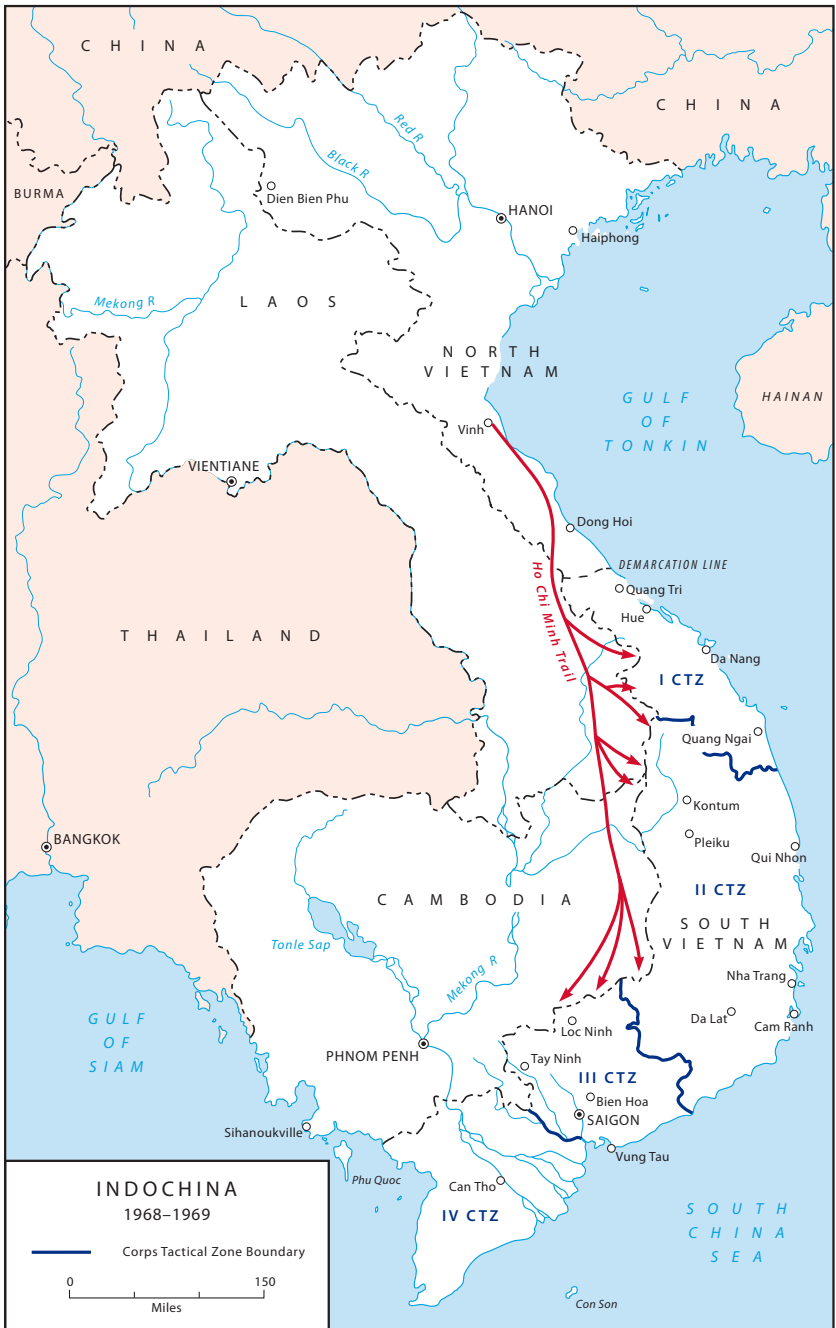 CHINA
CHINA
BURMA
Red R
Black R
Dien Bien Phu
HANOI
Haiphong
Mekong R
LAOS
NORTH
VIETNAM
GULF
OF
TONKIN
HAINAN
Vinh
VIENTIANE
Dong Hoi
DEMARCATION LINE
Ho Chi Minh Trail
Quang Tri
Hue
THAILAND
Da Nang
I CTZ
Quang Ngai
Kontum
BANGKOK
Pleiku
Qui Nhon
CAMBODIA
II CTZ
SOUTH
VIETNAM
Tonle Sap
Mekong R
Nha Trang
GULF
OF
SIAM
Da Lat
Cam Ranh
Loc Ninh
PHNOM PENH
Tay Ninh
III CTZ
Bien Hoa
SAIGON
Sihanoukville
Vung Tau
Phu Quoc
Can Tho
IV CTZ
SOUTH
CHINA
SEA
Con Son
INDOCHINA
1968–1969
Corps Tactical Zone Boundary
0 150
Miles